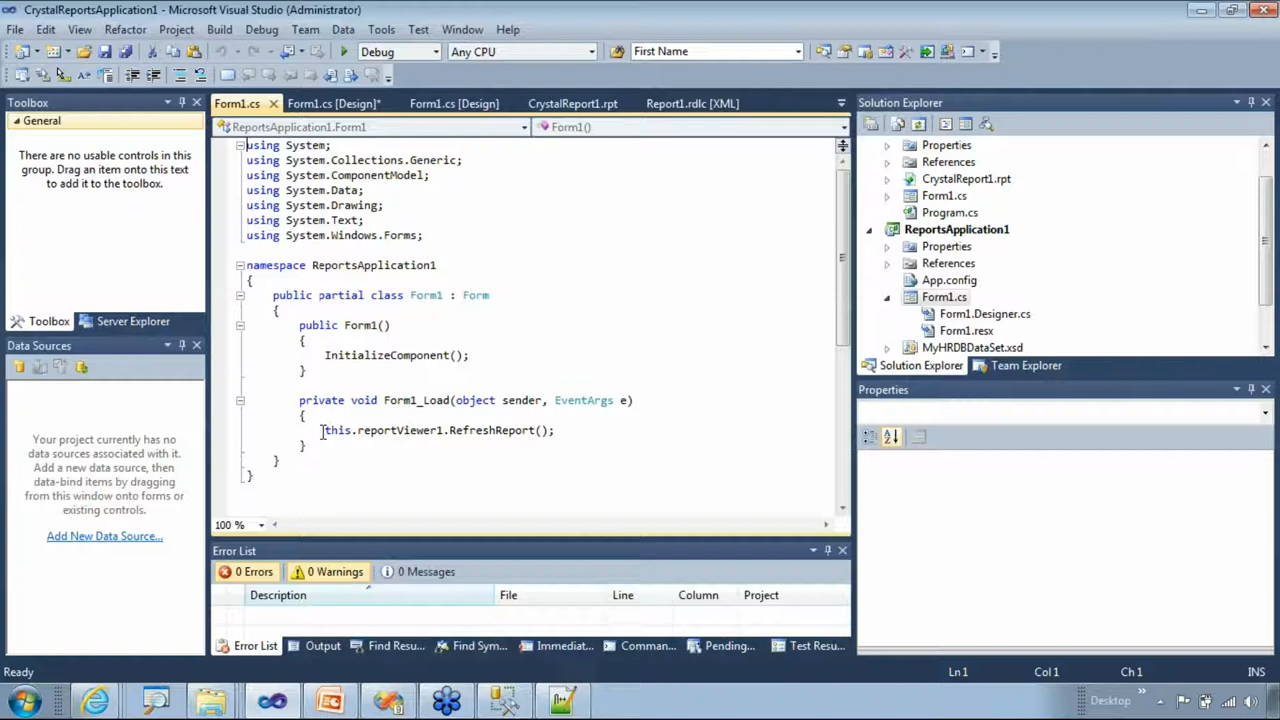 CrystalReportsApplication1 - Microsoft Visual Studio (Administrator)
File Edit View Refactor Project Build Debug Team Data Tools Test Window Help
Debug Any CPU First Name
Toolbox
General
There are no usable controls in this
group. Drag an item onto this text
to add it to the toolbox.
Toolbox Server Explorer
Data Sources
Your project currently has no
data sources associated with it.
Add a new data source, then
data-bind items by dragging
from this window onto forms or
existing controls.
Add New Data Source...
Form1.cs Form1.cs [Design]* Form1.cs [Design] CrystalReport1.rpt Report1.rdlc [XML]
ReportsApplication1.Form1 Form1()
using System;
using System.Collections.Generic;
using System.ComponentModel;
using System.Data;
using System.Drawing;
using System.Text;
using System.Windows.Forms;
namespace ReportsApplication1
{
public partial class Form1 : Form
{
public Form1()
{
InitializeComponent();
}
private void Form1_Load(object sender, EventArgs e)
{
this.reportViewer1.RefreshReport();
}
}
}
100 %
Error List
0 Errors 0 Warnings 0 Messages
Description File Line Column Project
Error List Output Find Resu... Find Sym... Immediat... Comman... Pending... Test Resu...
Solution Explorer
Properties
References
CrystalReport1.rpt
Form1.cs
Program.cs
ReportsApplication1
Properties
References
App.config
Form1.cs
Form1.Designer.cs
Form1.resx
MyHRDBDataSet.xsd
Solution Explorer Team Explorer
Properties
Ready Ln1 Col 1 Ch 1 INS
Desktop »